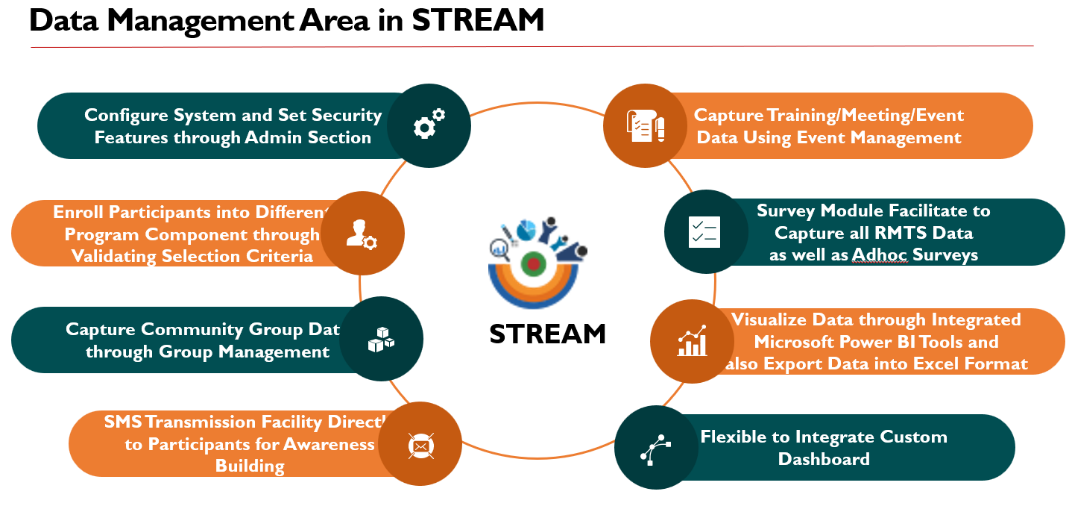 Data Management Area in STREAM
Configure System and Set Security
Features through Admin Section
Enroll Participants into Different
Program Component through
Validating Selection Criteria
Capture Community Group Dat
through Group Management
SMS Transmission Facility Directl
to Participants for Awareness
Building
STREAM
Capture Training/Meeting/Event
Data Using Event Management
Survey Module Facilitate to
Capture all RMTS Data
as well as Adhoc Surveys
Visualize Data through Integrated
Microsoft Power BI Tools and
also Export Data into Excel Format
Flexible to Integrate Custom
Dashboard